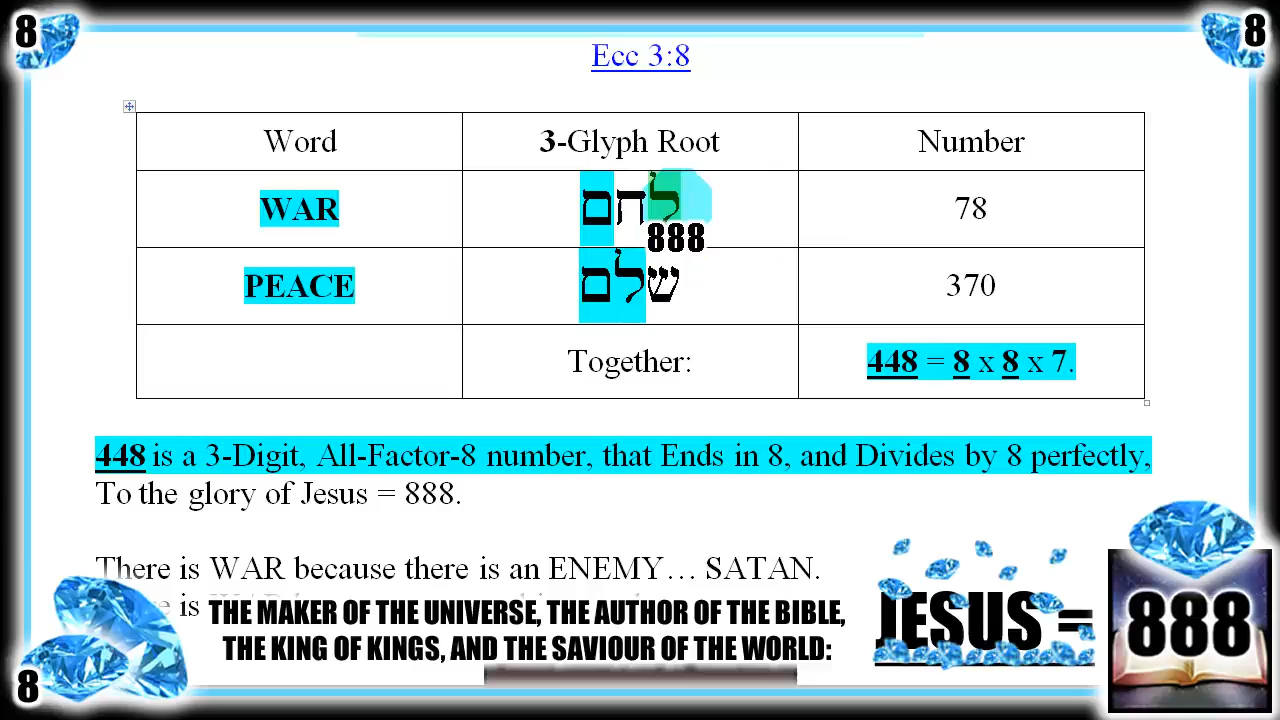 8
8
Ecc 3:8
Word 3-Glyph Root Number
WAR לחם 78
888
PEACE שלם 370
Together: 448 = 8 x 8 x 7.
448 is a 3-Digit, All-Factor-8 number, that Ends in 8, and Divides by 8 perfectly,
To the glory of Jesus = 888.
There is WAR because there is an ENEMY… SATAN.
is
THE MAKER OF THE UNIVERSE, THE AUTHOR OF THE BIBLE,
THE KING OF KINGS, AND THE SAVIOUR OF THE WORLD:
JESUS = 888
8